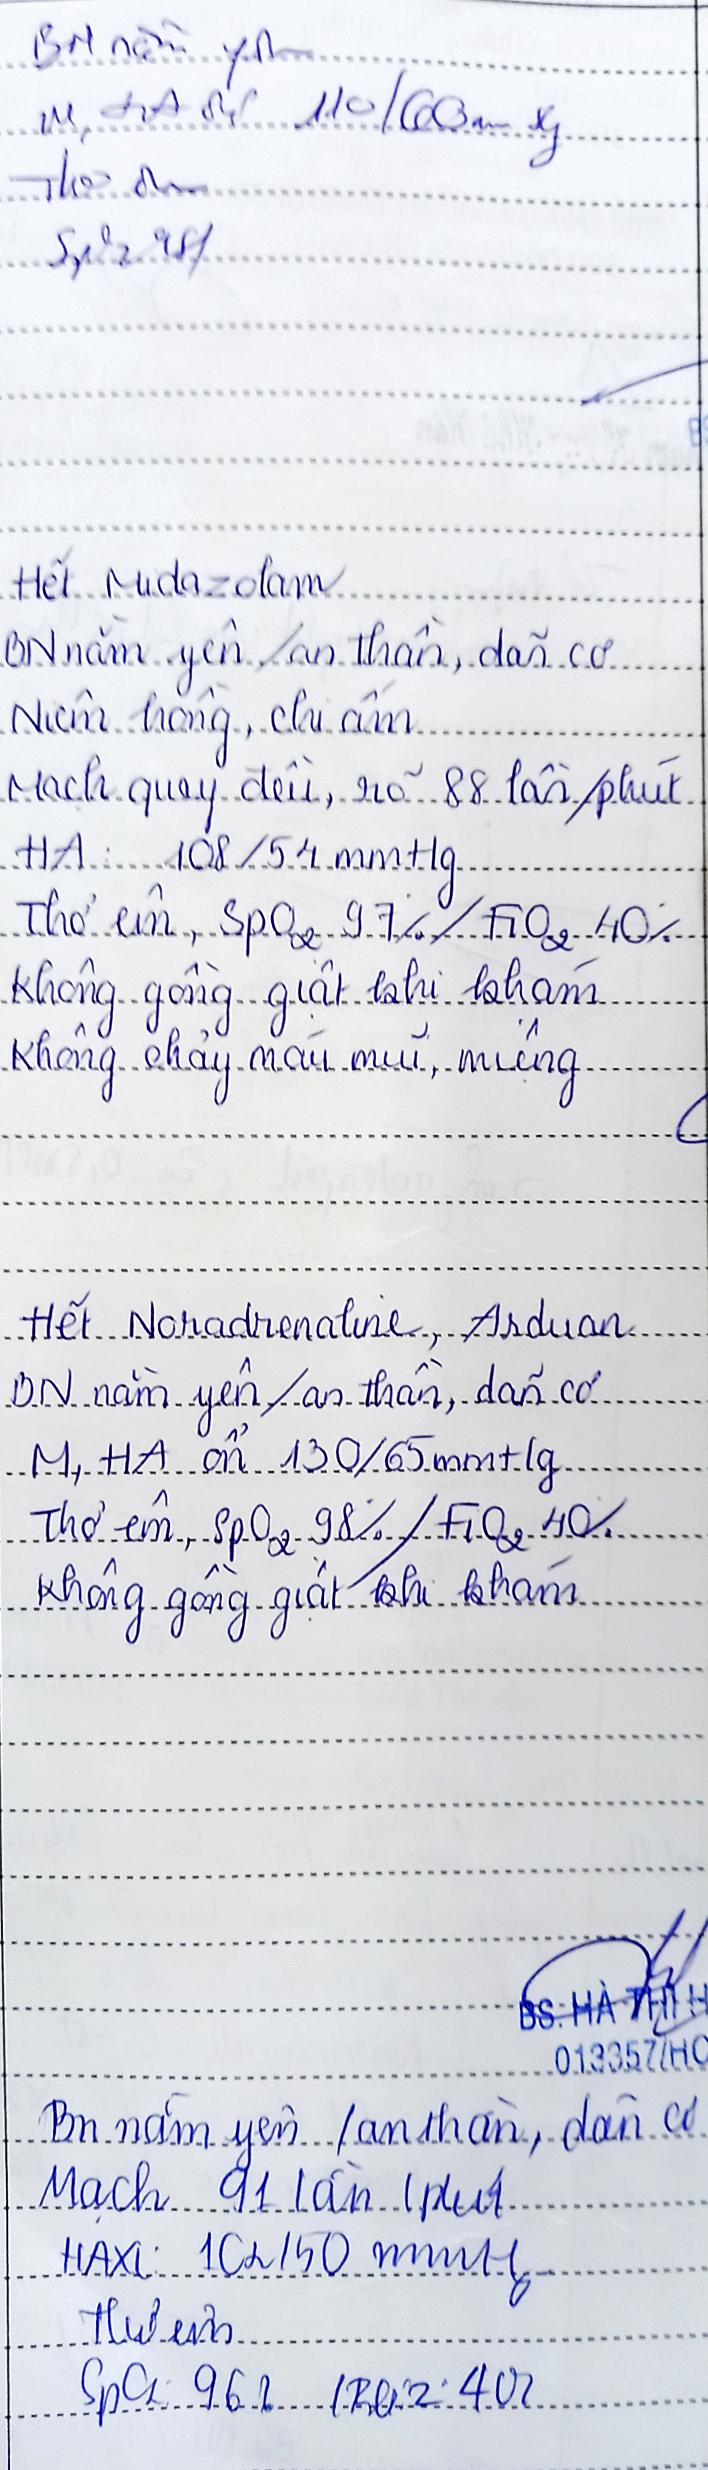 BN nằm yên
M, HA ổn 110/60mmHg
Thở êm
SpO2 98%
Hết Midazolam
BN nằm yên/an thần, dãn cơ
Niêm hồng, chi ấm
Mạch quay đều, rõ 88 lần/phút
HA: 108/54 mmHg
Thở êm, SpO2 97%/FiO2 40%
Không gồng giật khi khám
Không chảy máu mũi, miệng
Hết Noradrenaline, Arduan
BN nằm yên/an thần, dãn cơ
M, HA ổn 130/65mmHg
Thở êm, SpO2 98%/FiO2 40%
Không gồng giật khi khám
BS. HÀ THỊ H
013357/HC
Bn nằm yên /an thần, dãn cơ
Mạch 91 lần/phút
HAXL: 102/50 mmHg
Thở êm
SpO2: 96% 40%